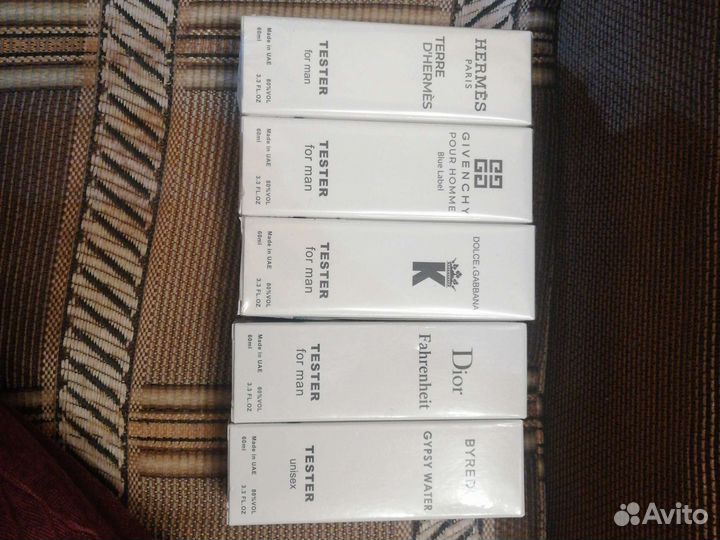 HERMÈS
PARIS
TERRE
D'HERMÈS
TESTER
for man
Made in UAE 80%VOL
60ml 3.3 FL.OZ
GIVENCHY
POUR HOMME
Blue Label
TESTER
for man
Made in UAE 80%VOL
60ml 3.3 FL.OZ
DOLCE & GABBANA
K
TESTER
for man
Made in UAE 80%VOL
60ml 3.3 FL.OZ
Dior
Fahrenheit
TESTER
for man
Made in UAE 80%VOL
60ml 3.3 FL.OZ
BYREDO
GYPSY WATER
TESTER
unisex
Made in UAE 80%VOL
60ml 3.3 FL.OZ
Avito